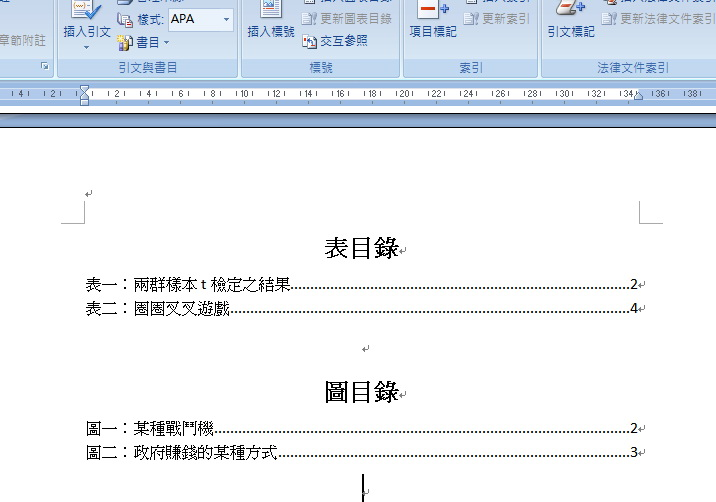 插入引文 樣式: APA 插入標號 更新圖表目錄 項目標記 更新索引 引文標記 更新法律文件索引
章節附註 書目 交互參照
引文與書目 標號 索引 法律文件索引
4 2 2 4 6 8 10 12 14 16 18 20 22 24 26 28 30 32 34 36 38
表目錄
表一：兩群樣本 t 檢定之結果 2
表二：圈圈叉叉遊戲 4
圖目錄
圖一：某種戰鬥機 2
圖二：政府賺錢的某種方式 3